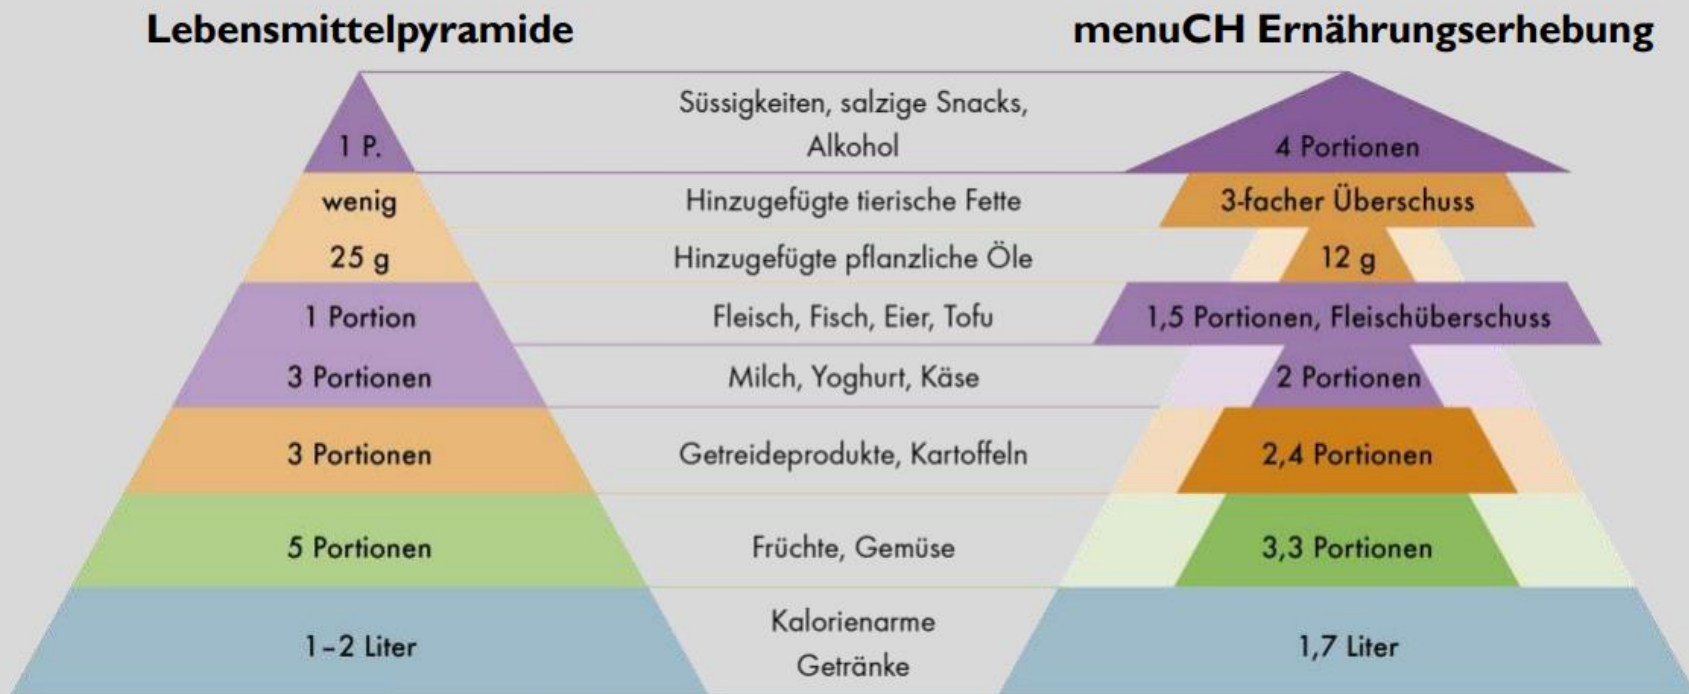 Lebensmittelpyramide
menuCH Ernährungserhebung
1 P.
Süssigkeiten, salzige Snacks,
Alkohol
4 Portionen
wenig
Hinzugefügte tierische Fette
3-facher Überschuss
25 g
Hinzugefügte pflanzliche Öle
12 g
1 Portion
Fleisch, Fisch, Eier, Tofu
1,5 Portionen, Fleischüberschuss
3 Portionen
Milch, Yoghurt, Käse
2 Portionen
3 Portionen
Getreideprodukte, Kartoffeln
2,4 Portionen
5 Portionen
Früchte, Gemüse
3,3 Portionen
1–2 Liter
Kalorienarme
Getränke
1,7 Liter